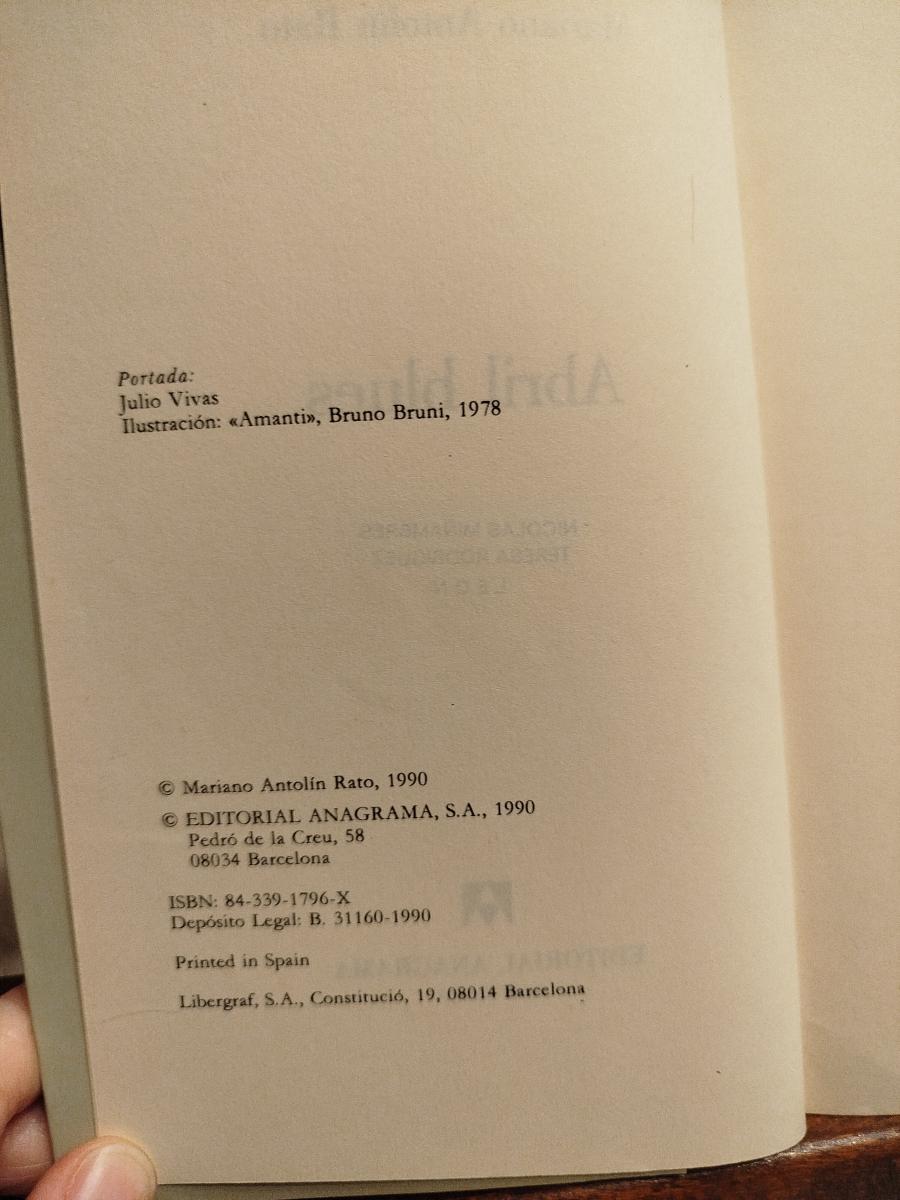 Portada:
Julio Vivas
Ilustración: «Amanti», Bruno Bruni, 1978
© Mariano Antolín Rato, 1990
© EDITORIAL ANAGRAMA, S.A., 1990
Pedró de la Creu, 58
08034 Barcelona
ISBN: 84-339-1796-X
Depósito Legal: B. 31160-1990
Printed in Spain
Libergraf, S.A., Constitució, 19, 08014 Barcelona